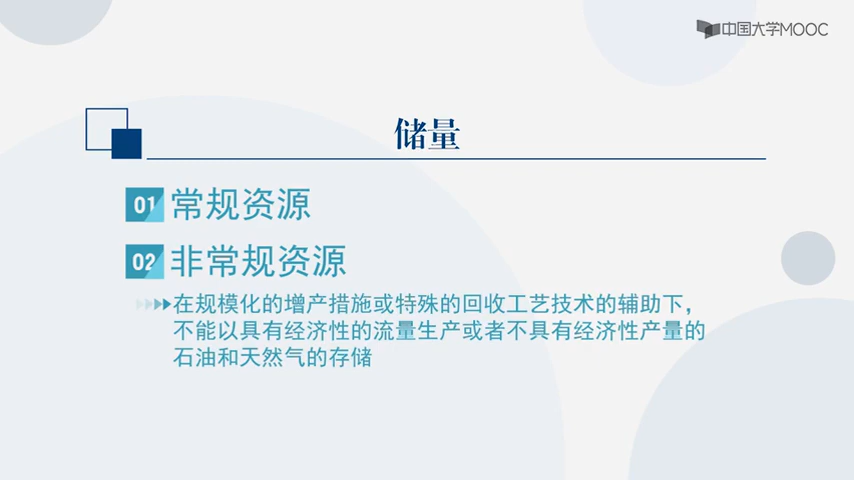 中国大学MOOC
储量
01 常规资源
02 非常规资源
在规模化的增产措施或特殊的回收工艺技术的辅助下，
不能以具有经济性的流量生产或者不具有经济性产量的
石油和天然气的存储